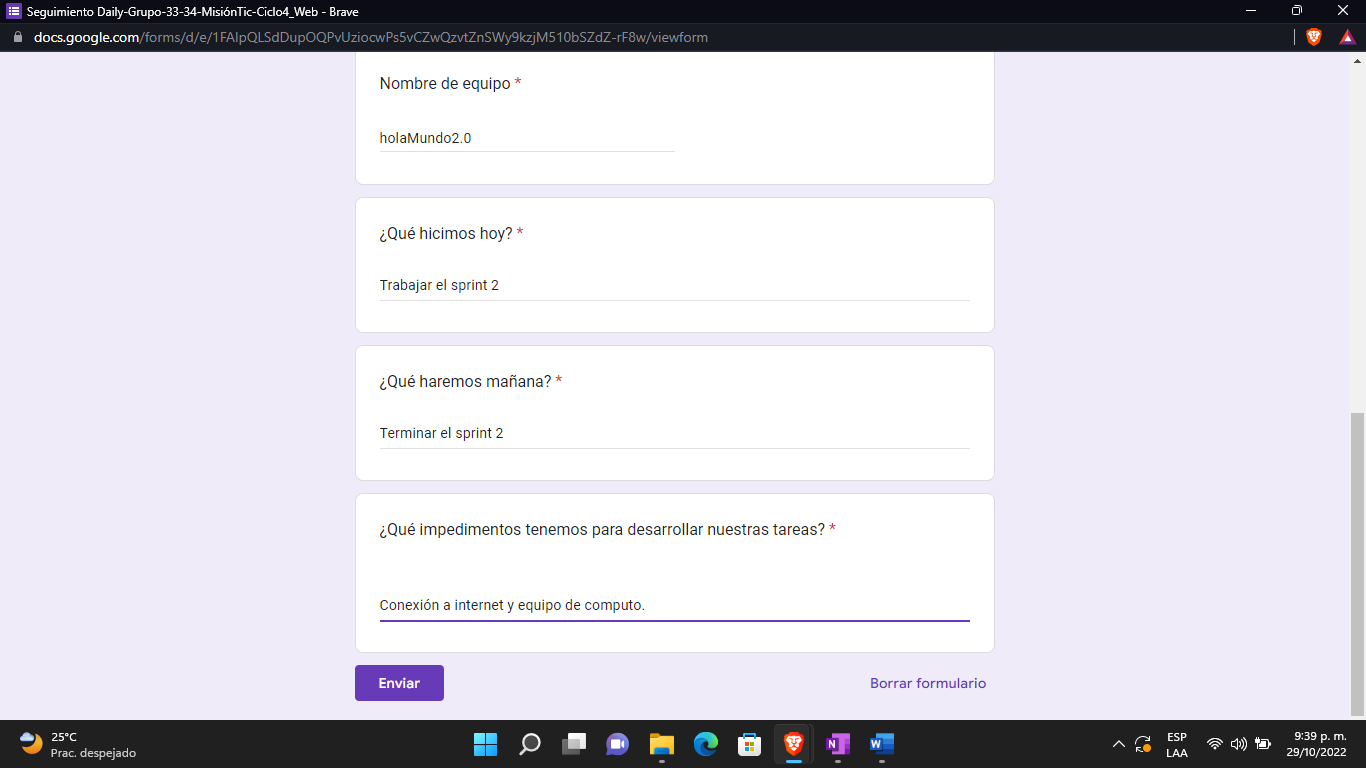 Seguimiento Daily-Grupo-33-34-MisiónTic-Ciclo4_Web - Brave
docs.google.com/forms/d/e/1FAIpQLSdDupOQPvUziocwPs5vCZwQzvtZnSWy9kzjM510bSZdZ-rF8w/viewform
Nombre de equipo *
holaMundo2.0
¿Qué hicimos hoy? *
Trabajar el sprint 2
¿Qué haremos mañana? *
Terminar el sprint 2
¿Qué impedimentos tenemos para desarrollar nuestras tareas? *
Conexión a internet y equipo de computo.
Enviar
Borrar formulario
25°C
Prac. despejado
ESP
LAA
9:39 p. m.
29/10/2022